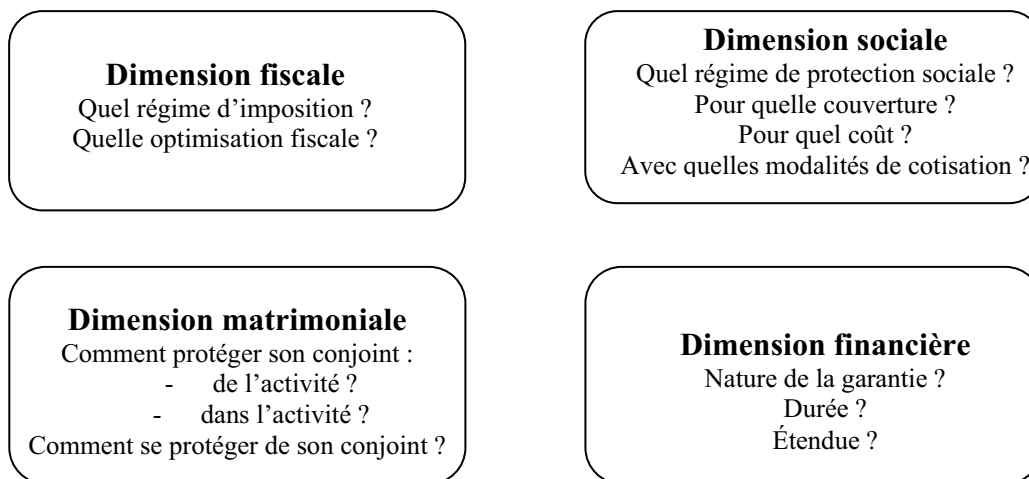 Dimension fiscale
Quel régime d’imposition ?
Quelle optimisation fiscale ?
Dimension sociale
Quel régime de protection sociale ?
Pour quelle couverture ?
Pour quel coût ?
Avec quelles modalités de cotisation ?
Dimension matrimoniale
Comment protéger son conjoint :
- de l’activité ?
- dans l’activité ?
Comment se protéger de son conjoint ?
Dimension financière
Nature de la garantie ?
Durée ?
Étendue ?